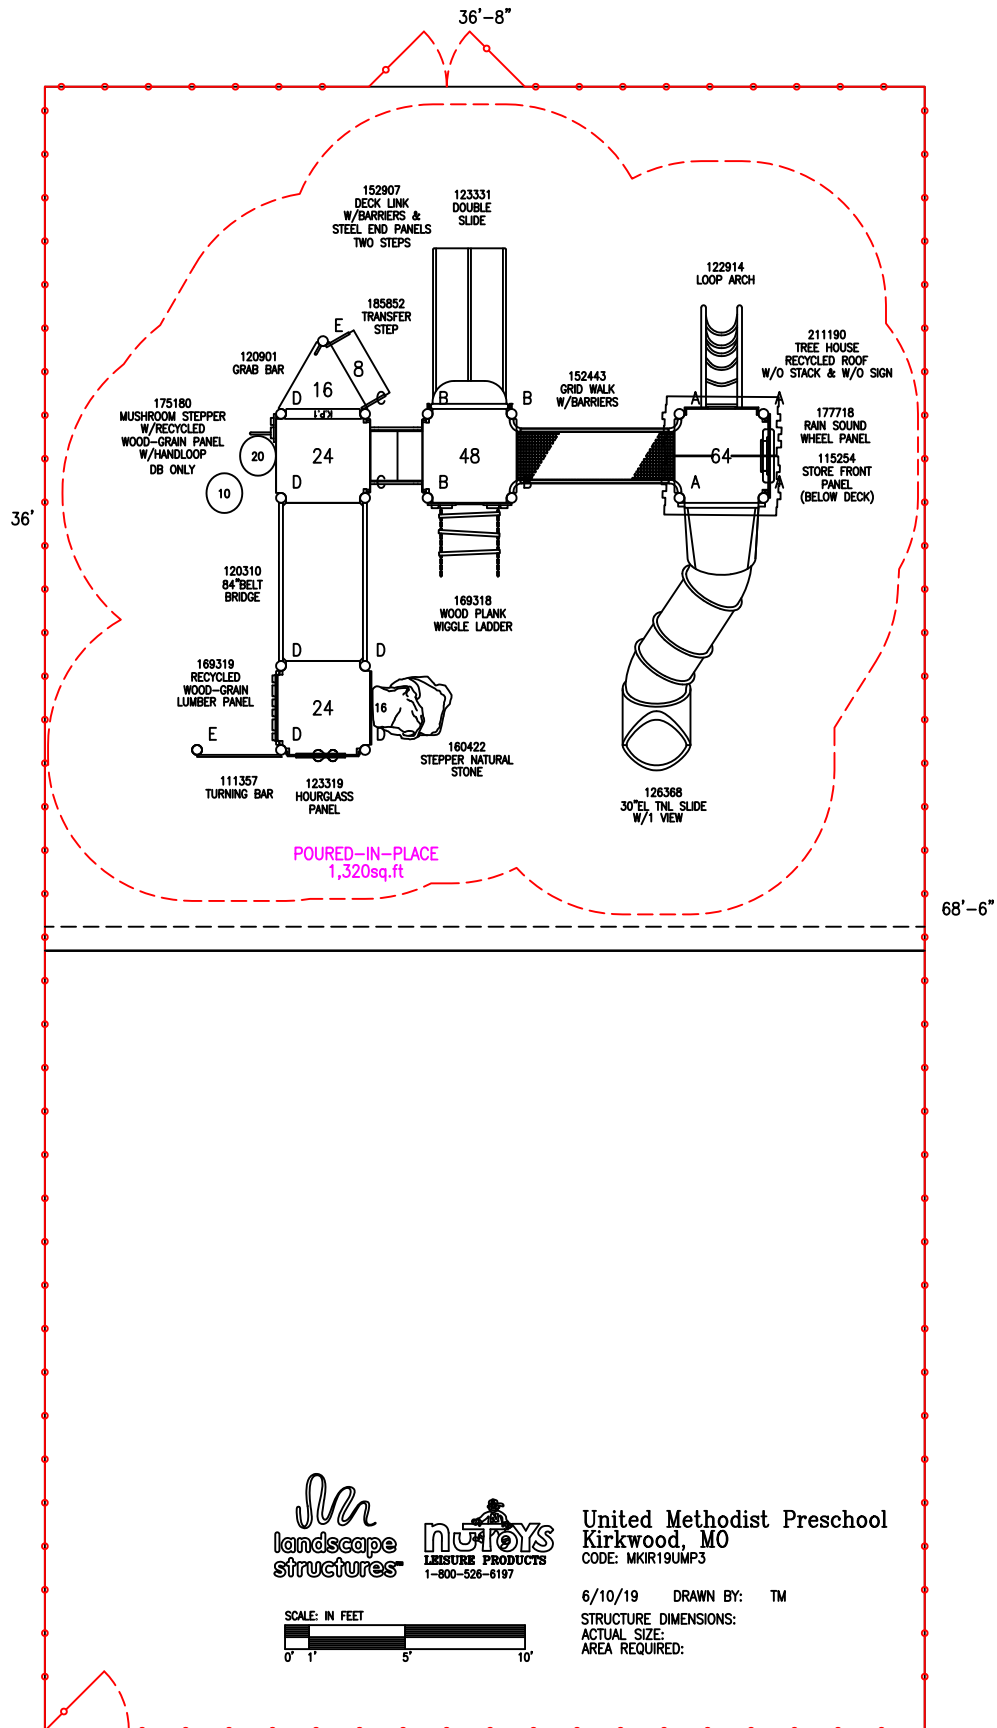 36'-8"
152907
DECK LINK
W/BARRIERS &
STEEL END PANELS
TWO STEPS
123331
DOUBLE
SLIDE
122914
LOOP ARCH
185852
TRANSFER
STEP
E
8
120901
GRAB BAR
16
211190
TREE HOUSE
RECYCLED ROOF
W/O STACK & W/O SIGN
152443
GRID WALK
W/BARRIERS
D
C
B
B
A
A
175180
MUSHROOM STEPPER
W/RECYCLED
WOOD-GRAIN PANEL
W/HANDLOOP
DB ONLY
177718
RAIN SOUND
WHEEL PANEL
115254
STORE FRONT
PANEL
(BELOW DECK)
20
24
48
64
10
D
C
B
B
A
A
36'
120310
84"BELT
BRIDGE
169318
WOOD PLANK
WIGGLE LADDER
D
D
169319
RECYCLED
WOOD-GRAIN
LUMBER PANEL
24
16
E
D
D
160422
STEPPER NATURAL
STONE
111357
TURNING BAR
123319
HOURGLASS
PANEL
126368
30"EL TNL SLIDE
W/1 VIEW
POURED-IN-PLACE
1,320sq.ft
68'-6"
landscape
structures
nuToys
LEISURE PRODUCTS
1-800-526-6197
United Methodist Preschool
Kirkwood, MO
CODE: MKIR19UMP3
6/10/19 DRAWN BY: TM
STRUCTURE DIMENSIONS:
ACTUAL SIZE:
AREA REQUIRED:
SCALE: IN FEET
0' 1' 5' 10'